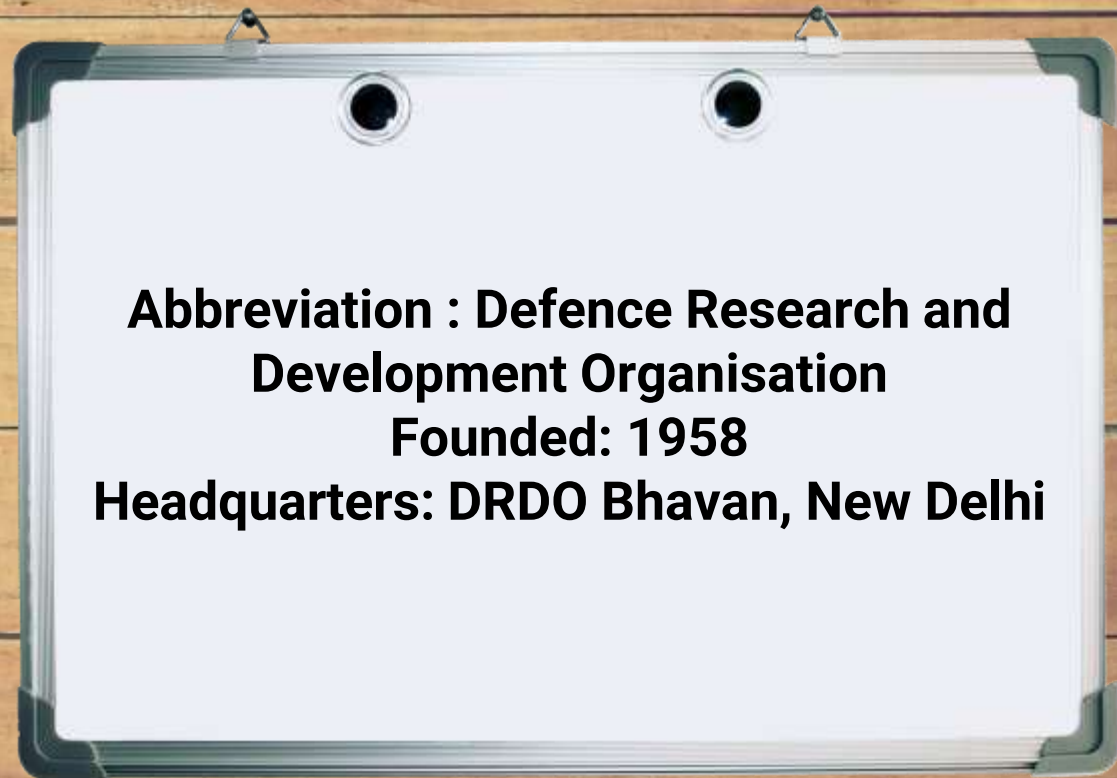 Abbreviation : Defence Research and
Development Organisation
Founded: 1958
Headquarters: DRDO Bhavan, New Delhi